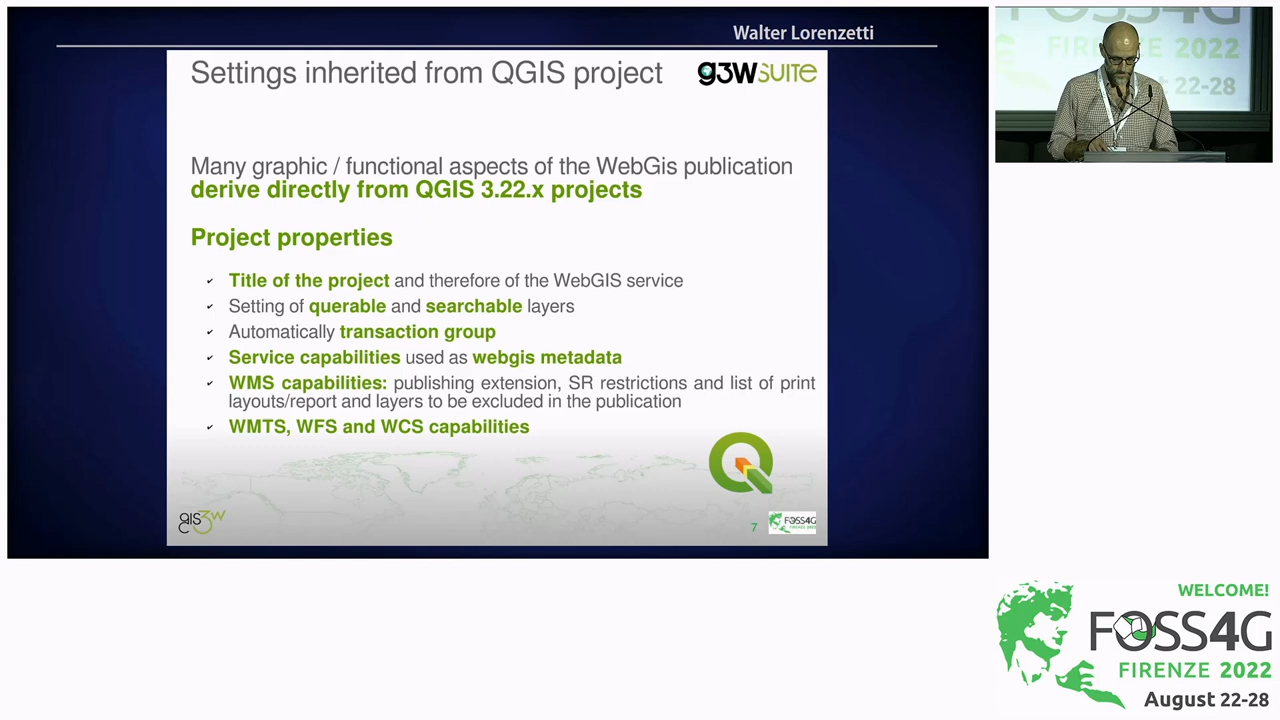 Walter Lorenzetti
Settings inherited from QGIS project
g3wsuite
Many graphic / functional aspects of the WebGis publication
derive directly from QGIS 3.22.x projects
Project properties
✓ Title of the project and therefore of the WebGIS service
✓ Setting of querable and searchable layers
✓ Automatically transaction group
✓ Service capabilities used as webgis metadata
✓ WMS capabilities: publishing extension, SR restrictions and list of print
layouts/report and layers to be excluded in the publication
✓ WMTS, WFS and WCS capabilities
gis3w
7
FOSS4G
FIRENZE 2022
FOSS4G
FIRENZE 2022
st 22-28
WELCOME!
FOSS4G
FIRENZE 2022
August 22-28